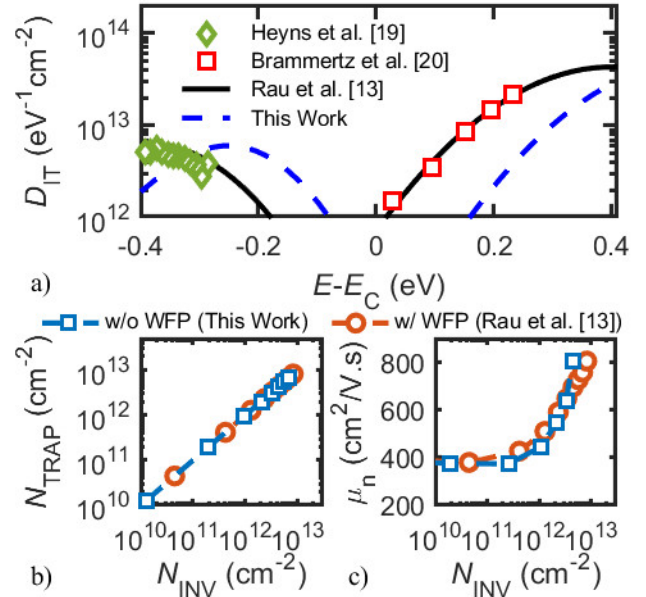 a)
10^14
10^13
10^12
D_IT (eV^-1cm^-2)
Heyns et al. [19]
Brammertz et al. [20]
Rau et al. [13]
This Work
-0.4
-0.2
0
0.2
0.4
E-E_C (eV)
w/o WFP (This Work)
w/ WFP (Rau et al. [13])
N_TRAP (cm^-2)
10^13
10^12
10^11
10^10
10^10 10^11 10^12 10^13
b)
N_INV (cm^-2)
μ_n (cm^2/V.s)
800
600
400
200
10^10 10^11 10^12 10^13
c)
N_INV (cm^-2)